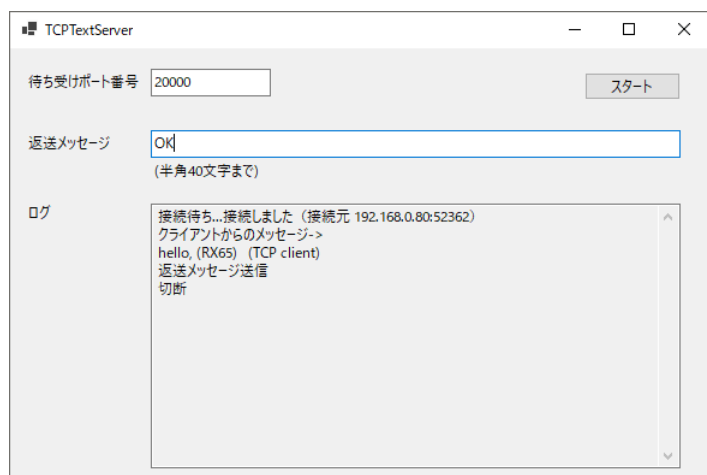 TCPTextServer
待ち受けポート番号 20000 スタート
返送メッセージ OK
(半角40文字まで)
ログ
接続待ち...接続しました（接続元 192.168.0.80:52362）
クライアントからのメッセージ->
hello, (RX65) (TCP client)
返送メッセージ送信
切断